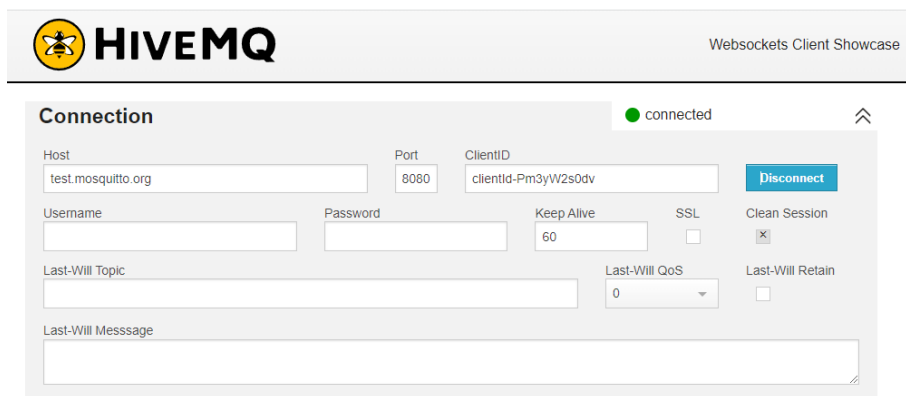 HIVEMQ
Websockets Client Showcase
Connection
connected
Host
Port
ClientID
test.mosquitto.org
8080
clientId-Pm3yW2s0dv
Disconnect
Username
Password
Keep Alive
SSL
Clean Session
60
Last-Will Topic
Last-Will QoS
Last-Will Retain
0
Last-Will Messsage